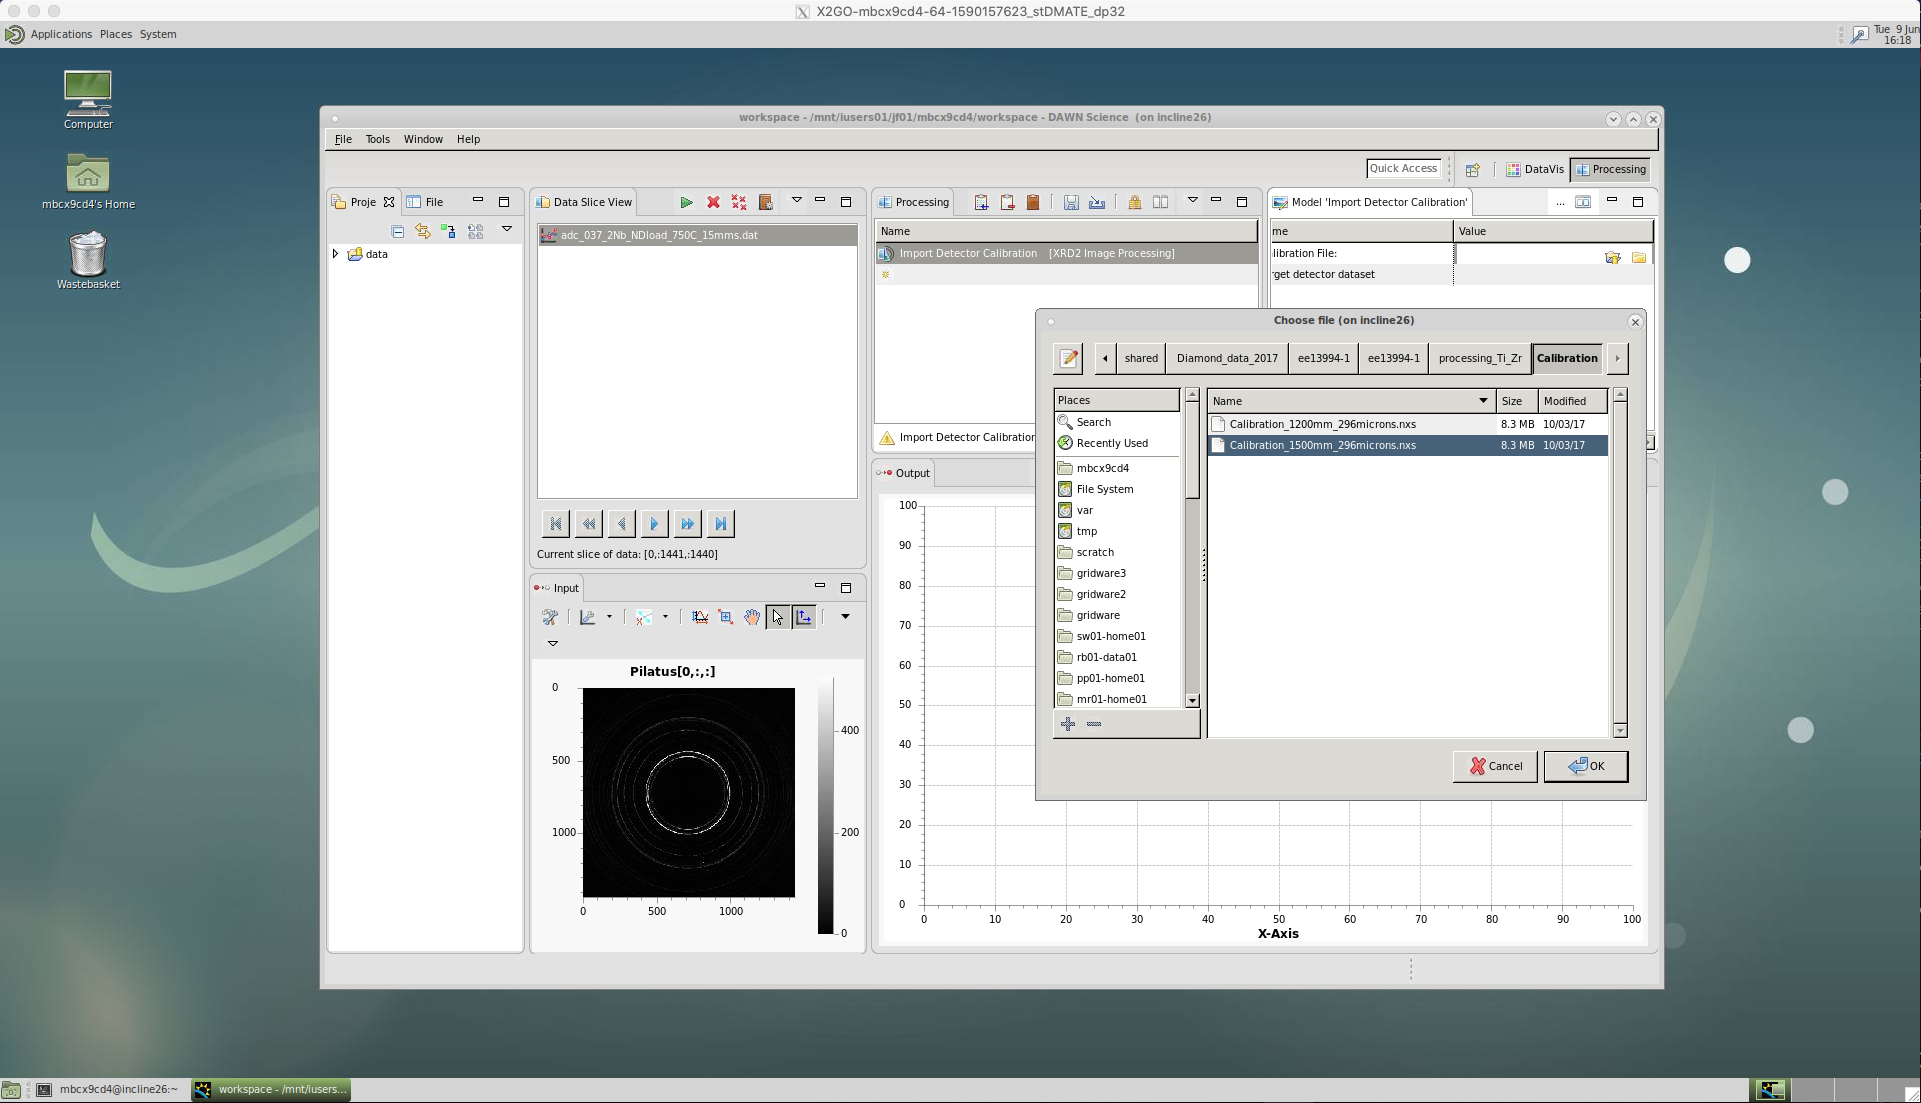 X2GO-mbcx9cd4-64-1590157623_stDMATE_dp32
Applications Places System
Tue 9 Jun
16:18
Computer
mbcx9cd4's Home
Wastebasket
workspace - /mnt/iusers01/jf01/mbcx9cd4/workspace - DAWN Science (on incline26)
File Tools Window Help
Quick Access
DataVis
Processing
Proje
File
data
Data Slice View
adc_037_2Nb_NDload_750C_15mms.dat
Current slice of data: [0,:1441,:1440]
Input
Pilatus[0,:,:]
0
500
1000
0
500
1000
400
200
0
Processing
Name
Import Detector Calibration [XRD2 Image Processing]
Import Detector Calibration
Model 'Import Detector Calibration'
...
me
Value
libration File:
rget detector dataset
Output
100
90
80
70
60
50
40
30
20
10
0
0
10
20
30
40
50
60
70
80
90
100
X-Axis
Choose file (on incline26)
shared
Diamond_data_2017
ee13994-1
ee13994-1
processing_Ti_Zr
Calibration
Places
Search
Recently Used
mbcx9cd4
File System
var
tmp
scratch
gridware3
gridware2
gridware
sw01-home01
rb01-data01
pp01-home01
mr01-home01
Name Size Modified
Calibration_1200mm_296microns.nxs 8.3 MB 10/03/17
Calibration_1500mm_296microns.nxs 8.3 MB 10/03/17
Cancel
OK
mbcx9cd4@incline26:~
workspace - /mnt/iusers...